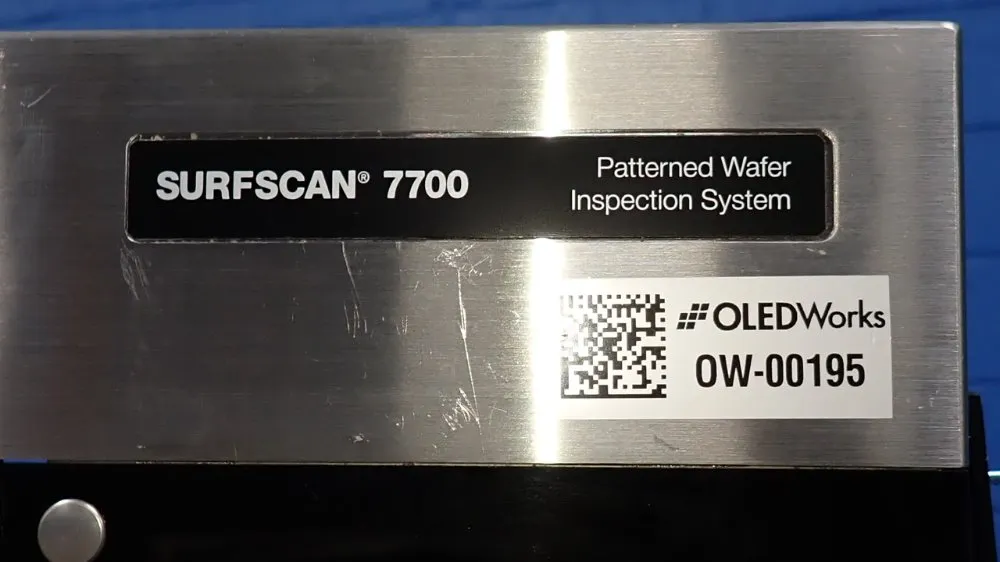 SURFSCAN® 7700
Patterned Wafer
Inspection System
OLEDWorks
OW-00195